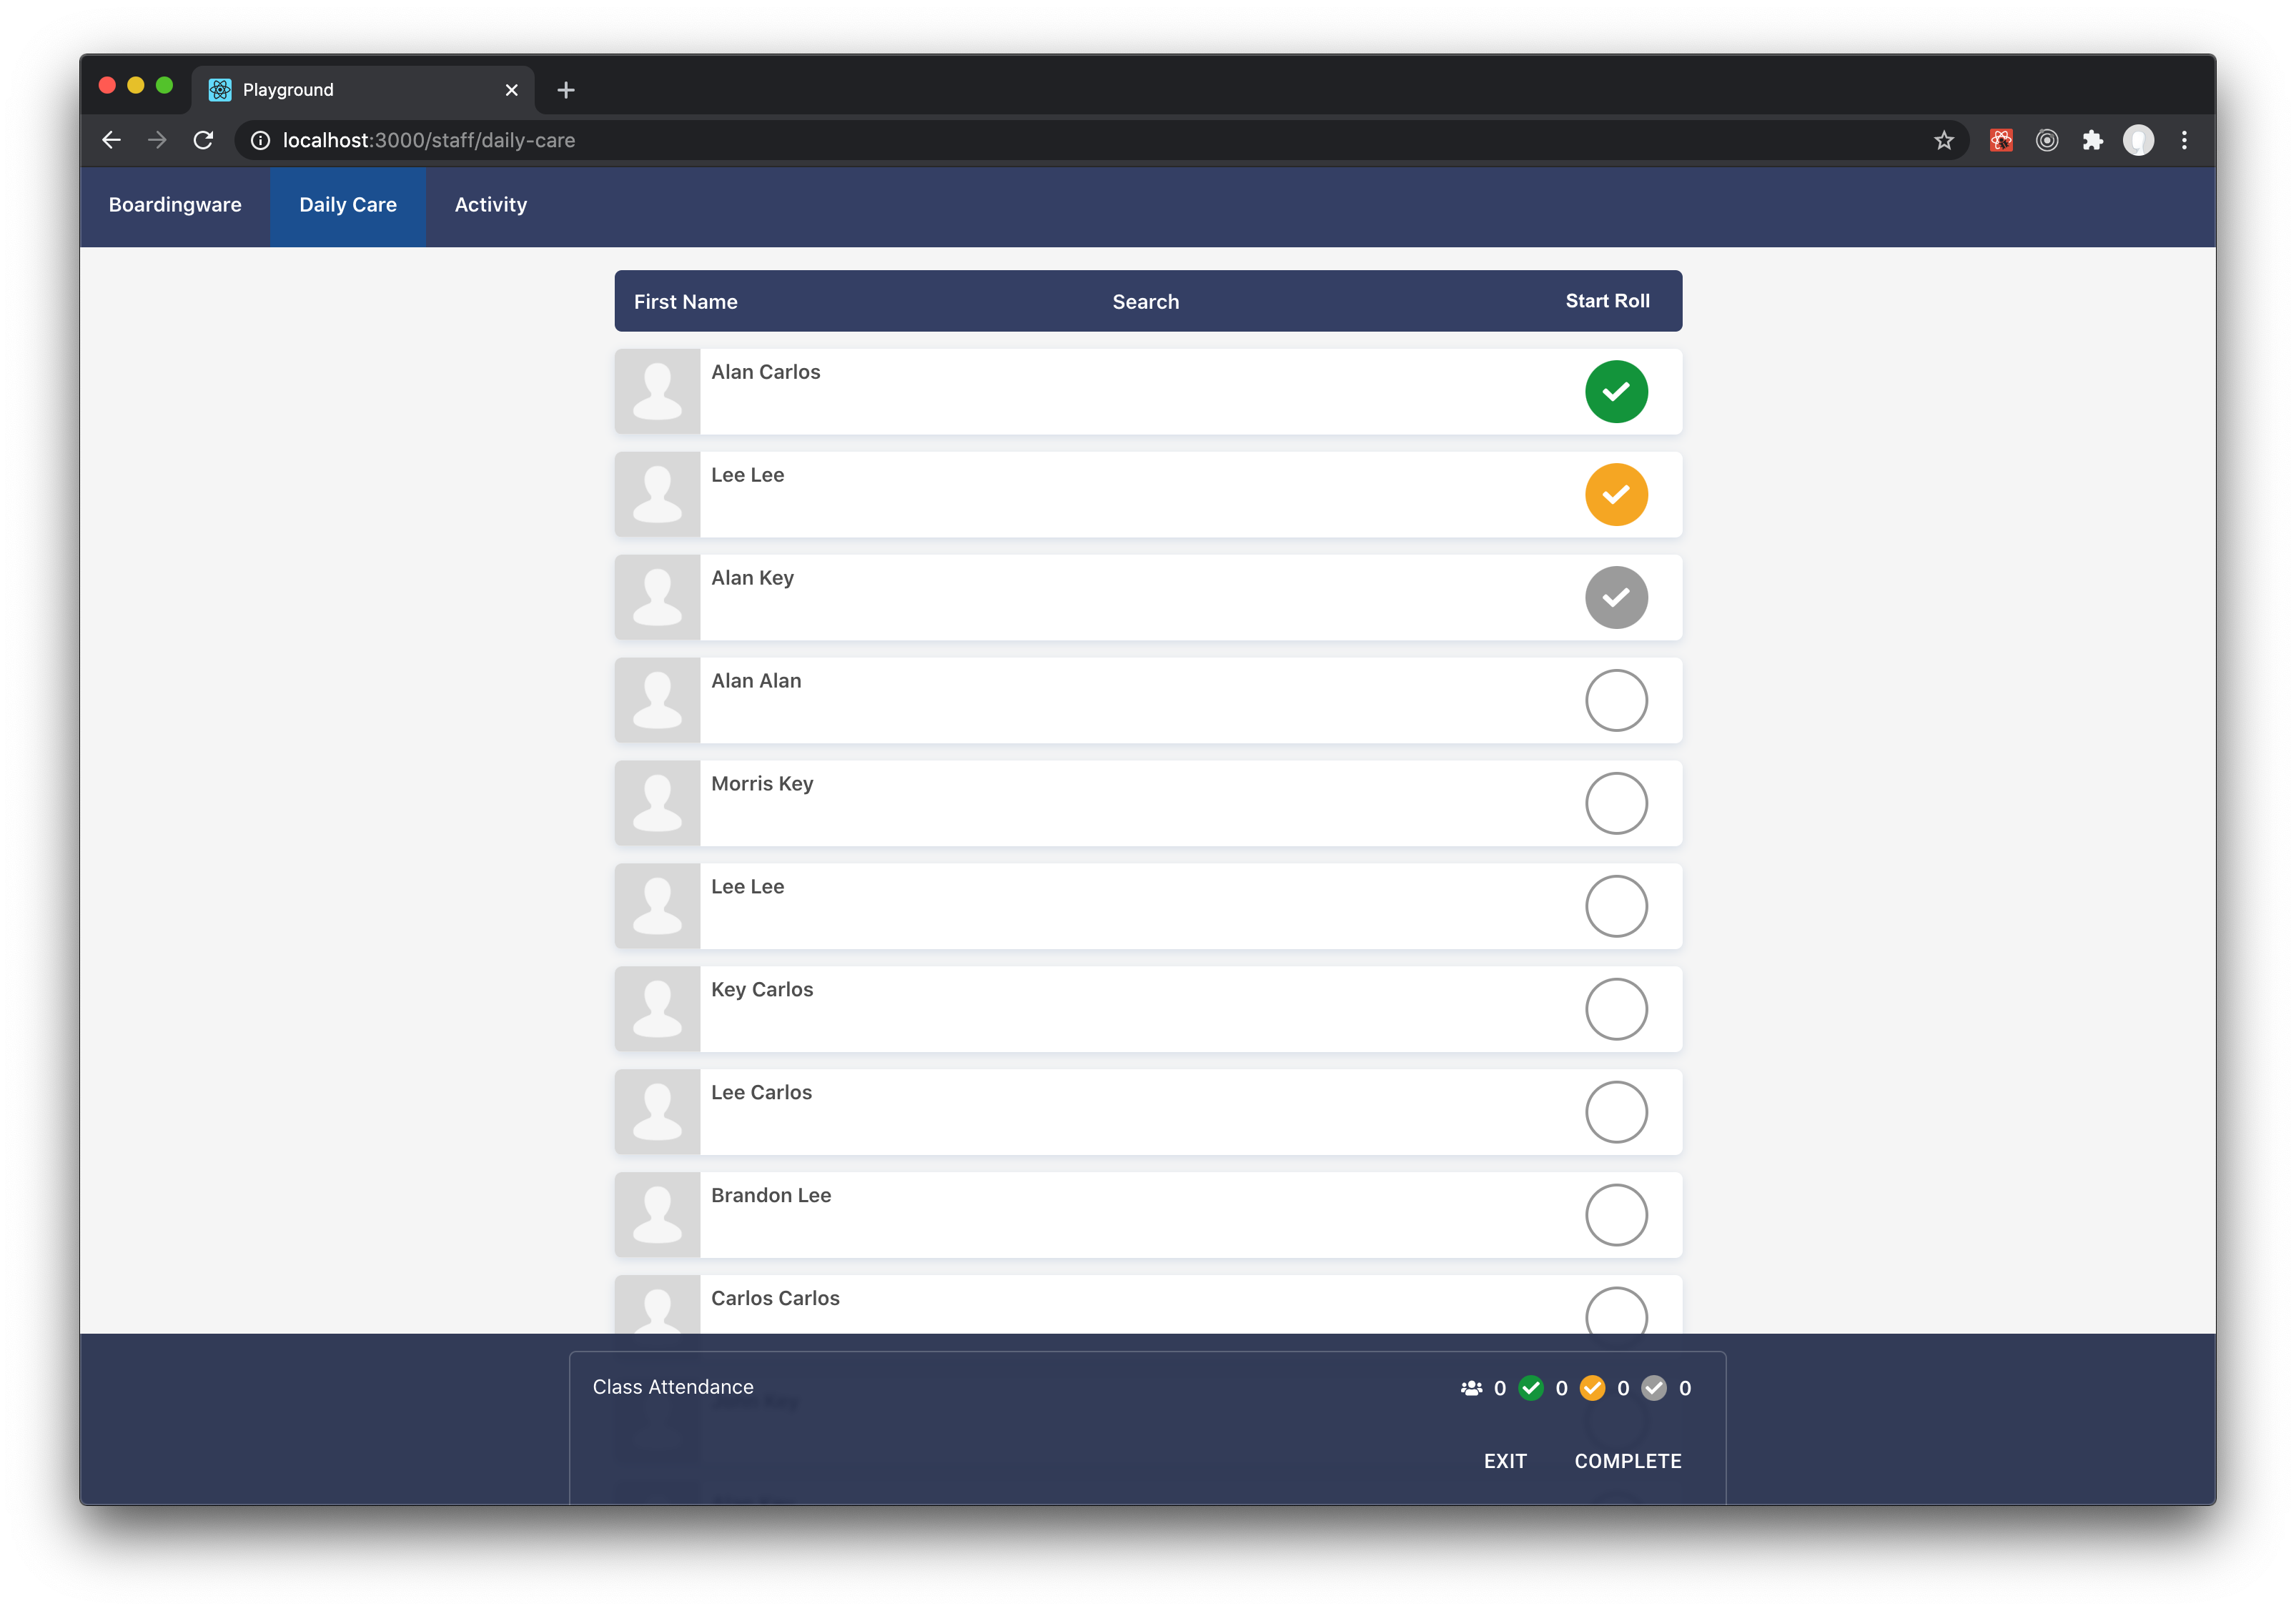 Playground
localhost:3000/staff/daily-care
Boardingware Daily Care Activity
First Name Search Start Roll
Alan Carlos
Lee Lee
Alan Key
Alan Alan
Morris Key
Lee Lee
Key Carlos
Lee Carlos
Brandon Lee
Carlos Carlos
Class Attendance 0 0 0 0
EXIT COMPLETE